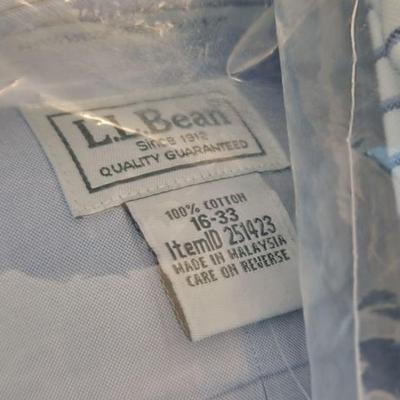 L.L.Bean
Since 1912
QUALITY GUARANTEED
100% COTTON
16-33
ItemID 251423
MADE IN MALAYSIA
CARE ON REVERSE